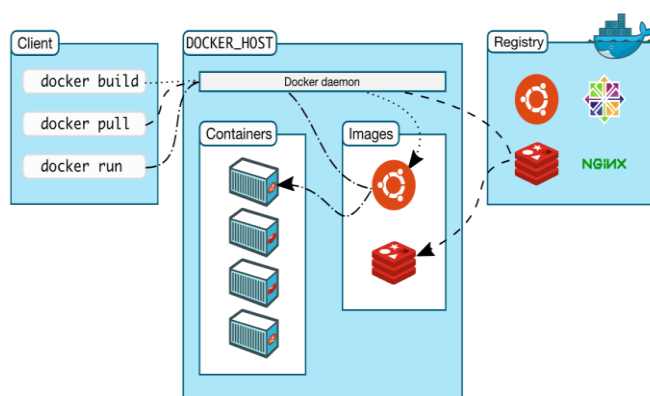 Client
docker build
docker pull
docker run
DOCKER_HOST
Docker daemon
Containers
Images
Registry
NGiNX